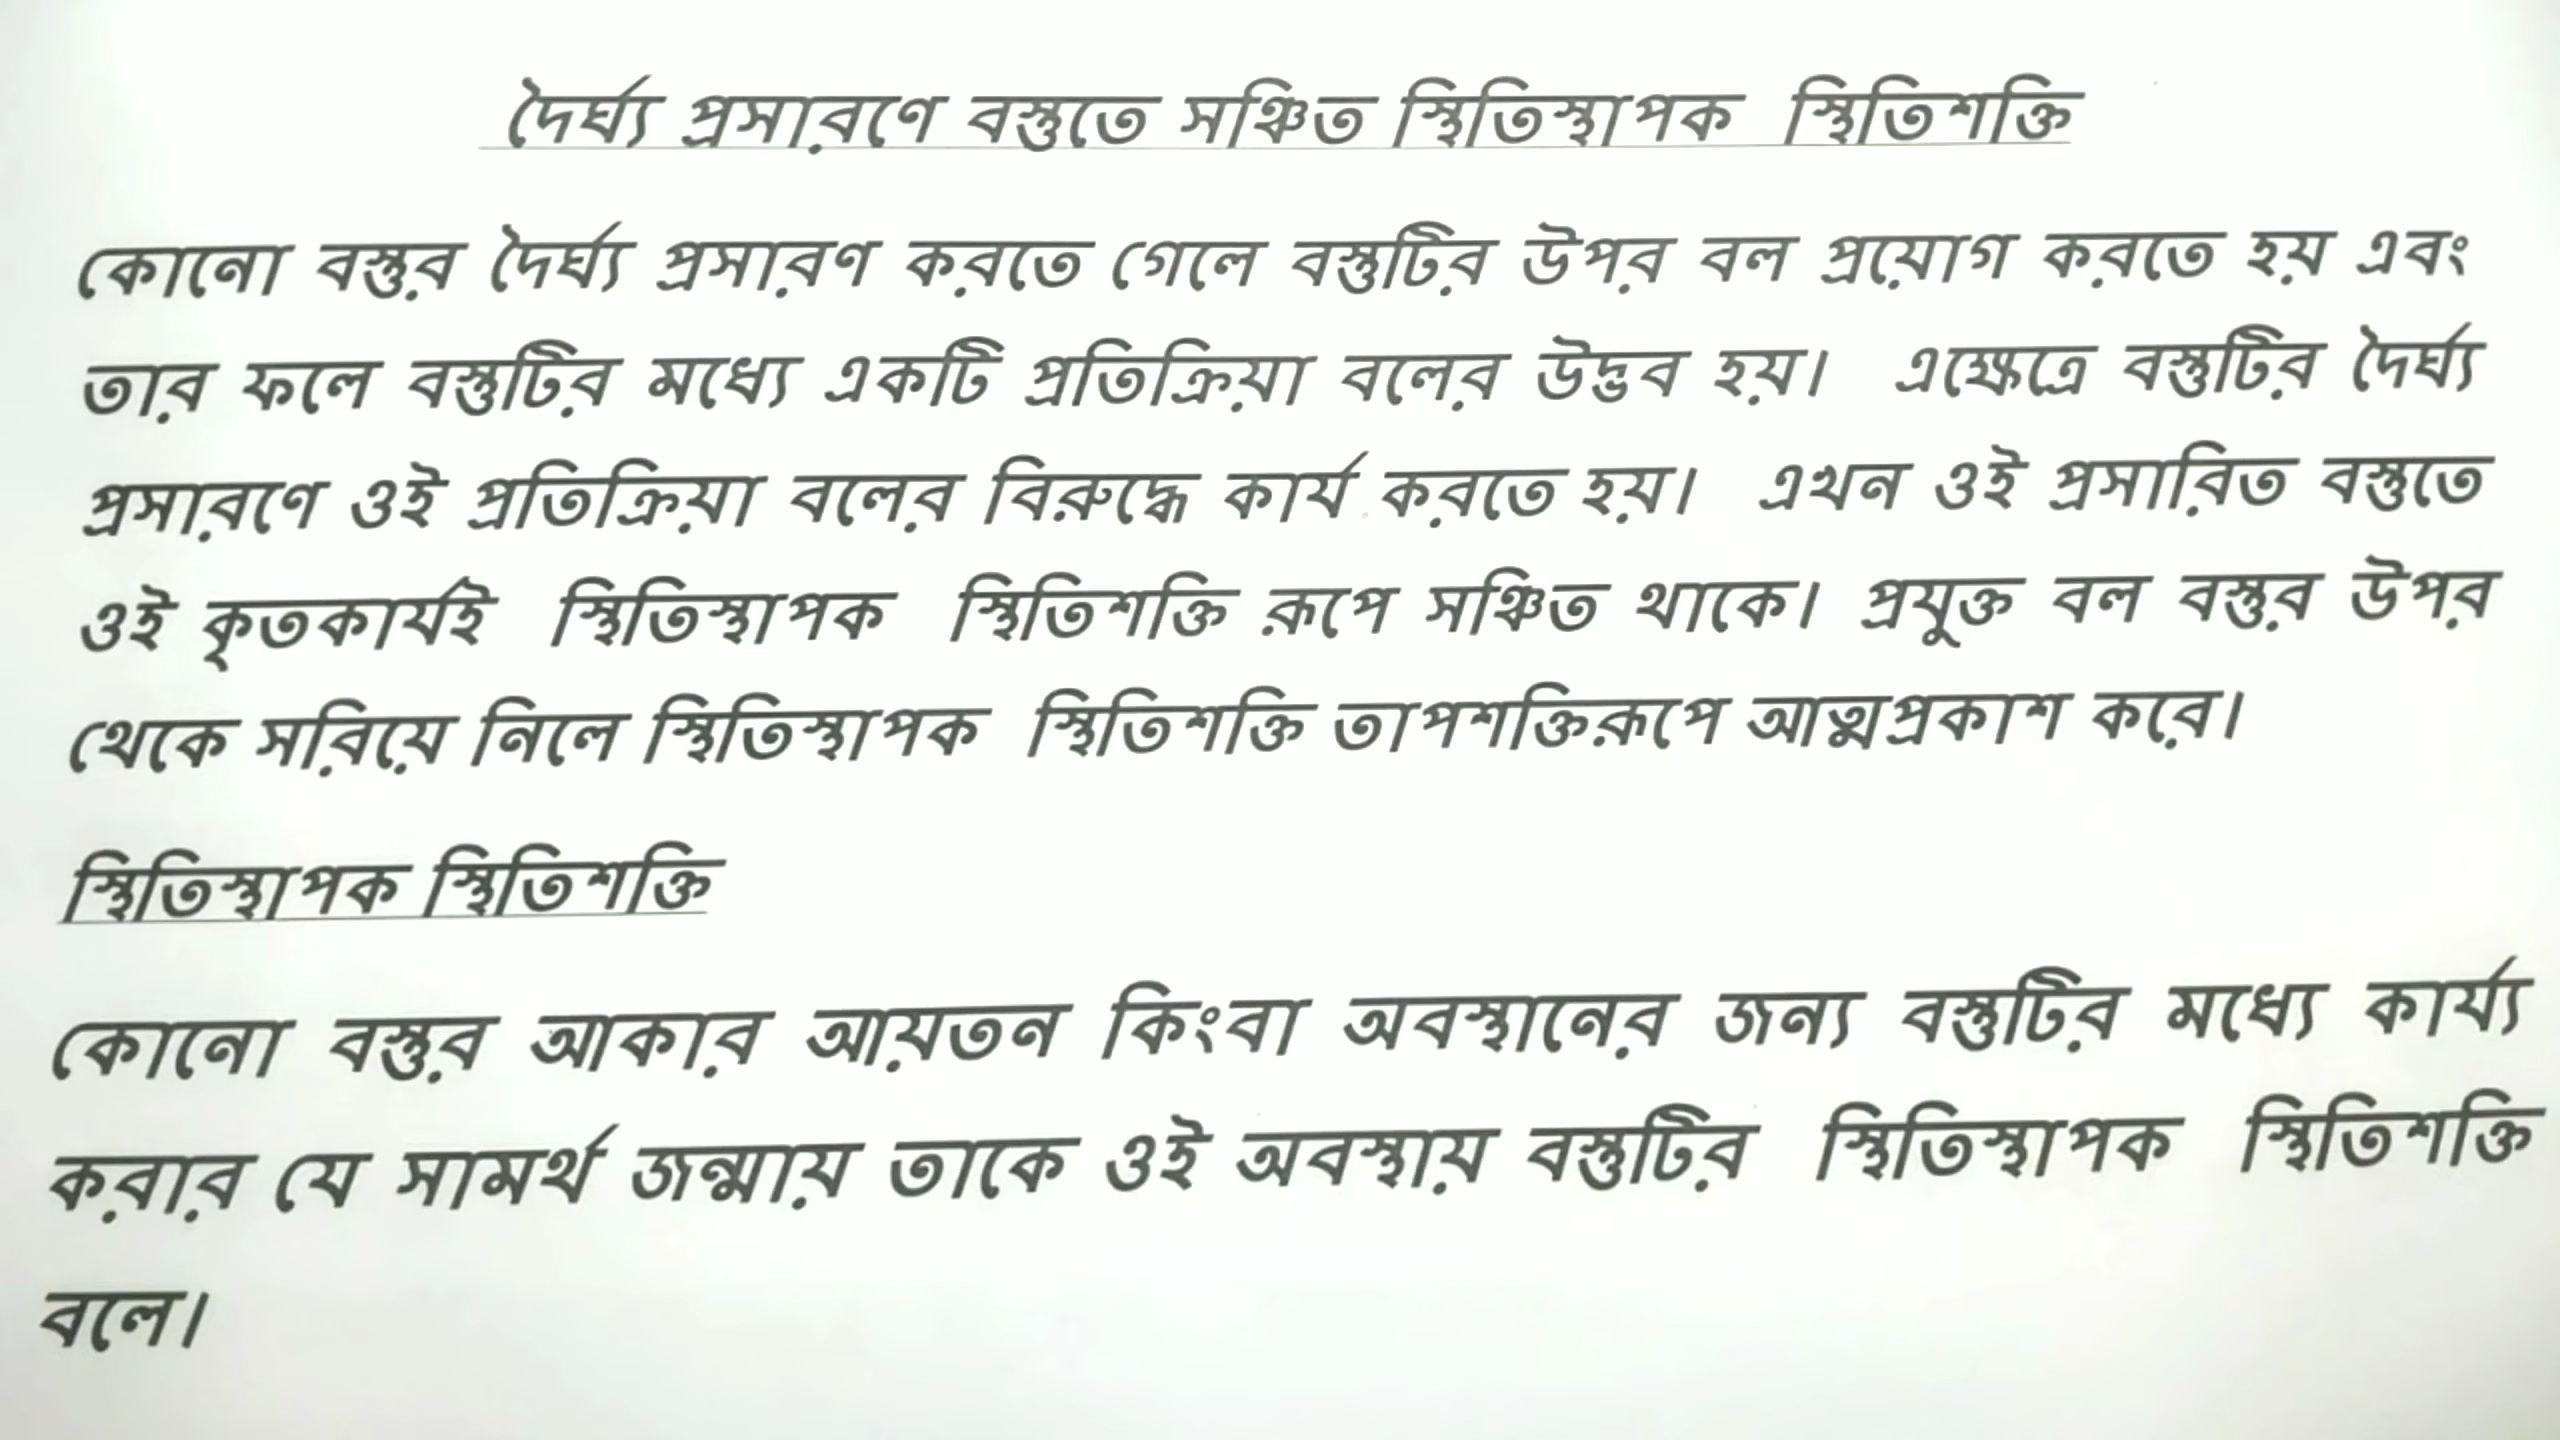 দৈর্ঘ্য প্রসারণে বস্তুতে সঞ্চিত স্থিতিস্থাপক স্থিতিশক্তি
কোনো বস্তুর দৈর্ঘ্য প্রসারণ করতে গেলে বস্তুটির উপর বল প্রয়োগ করতে হয় এবং
তার ফলে বস্তুটির মধ্যে একটি প্রতিক্রিয়া বলের উদ্ভব হয়। এক্ষেত্রে বস্তুটির দৈর্ঘ্য
প্রসারণে ওই প্রতিক্রিয়া বলের বিরুদ্ধে কার্য করতে হয়। এখন ওই প্রসারিত বস্তুতে
ওই কৃতকার্যই স্থিতিস্থাপক স্থিতিশক্তি রূপে সঞ্চিত থাকে। প্রযুক্ত বল বস্তুর উপর
থেকে সরিয়ে নিলে স্থিতিস্থাপক স্থিতিশক্তি তাপশক্তিরূপে আত্মপ্রকাশ করে।
স্থিতিস্থাপক স্থিতিশক্তি
কোনো বস্তুর আকার আয়তন কিংবা অবস্থানের জন্য বস্তুটির মধ্যে কার্য্য
করার যে সামর্থ জন্মায় তাকে ওই অবস্থায় বস্তুটির স্থিতিস্থাপক স্থিতিশক্তি
বলে।